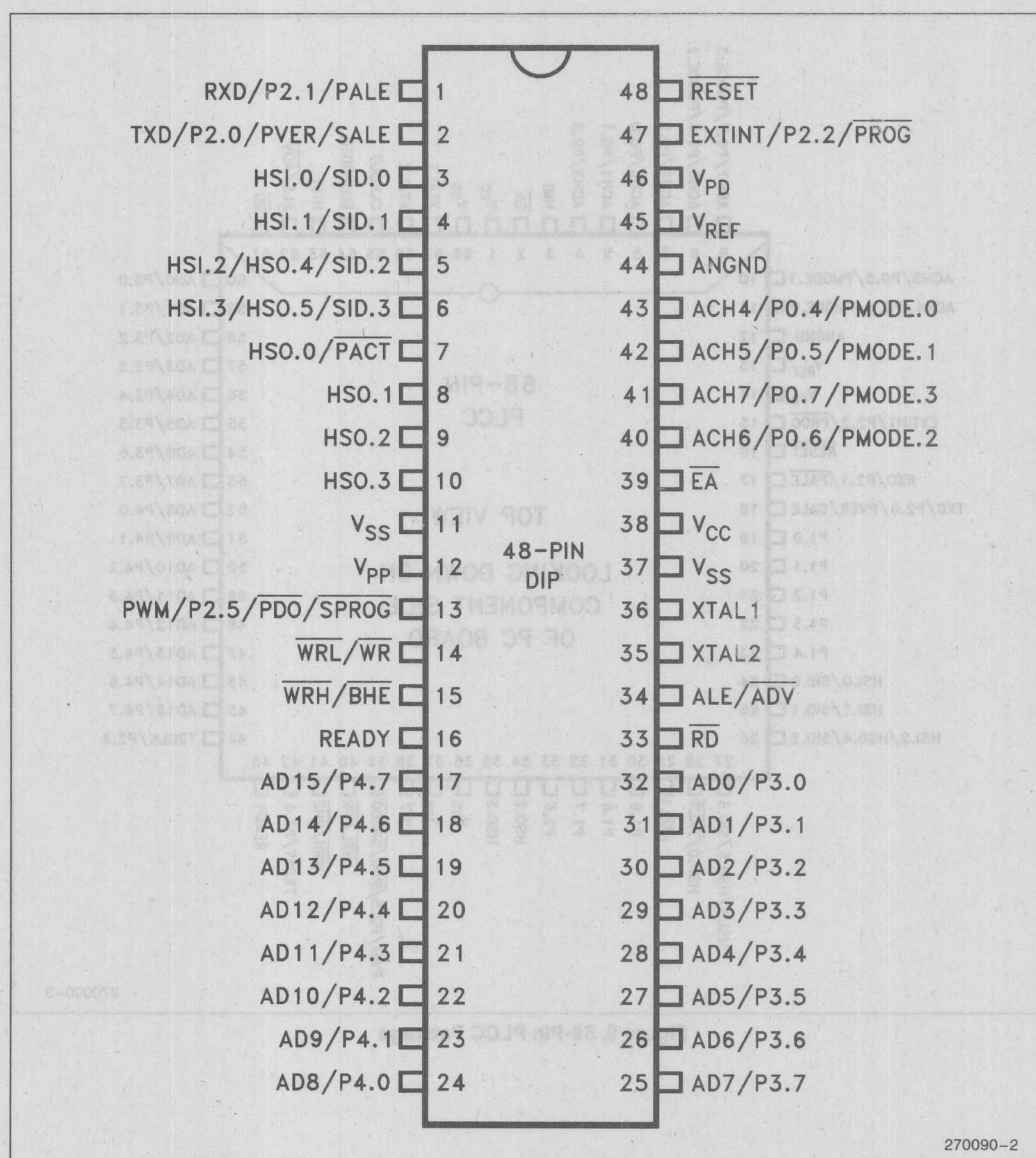 RXD/P2.1/PALE 1 48 RESET
TXD/P2.0/PVER/SALE 2 47 EXTINT/P2.2/PROG
HSI.0/SID.0 3 46 VPD
HSI.1/SID.1 4 45 VREF
HSI.2/HSO.4/SID.2 5 44 ANGND
HSI.3/HSO.5/SID.3 6 43 ACH4/P0.4/PMODE.0
HSO.0/PACT 7 42 ACH5/P0.5/PMODE.1
HSO.1 8 41 ACH7/P0.7/PMODE.3
HSO.2 9 40 ACH6/P0.6/PMODE.2
HSO.3 10 39 EA
VSS 11 38 VCC
48-PIN
VPP 12 37 VSS
DIP
PWM/P2.5/PDO/SPROG 13 36 XTAL1
WRL/WR 14 35 XTAL2
WRH/BHE 15 34 ALE/ADV
READY 16 33 RD
AD15/P4.7 17 32 AD0/P3.0
AD14/P4.6 18 31 AD1/P3.1
AD13/P4.5 19 30 AD2/P3.2
AD12/P4.4 20 29 AD3/P3.3
AD11/P4.3 21 28 AD4/P3.4
AD10/P4.2 22 27 AD5/P3.5
AD9/P4.1 23 26 AD6/P3.6
AD8/P4.0 24 25 AD7/P3.7
270090-2